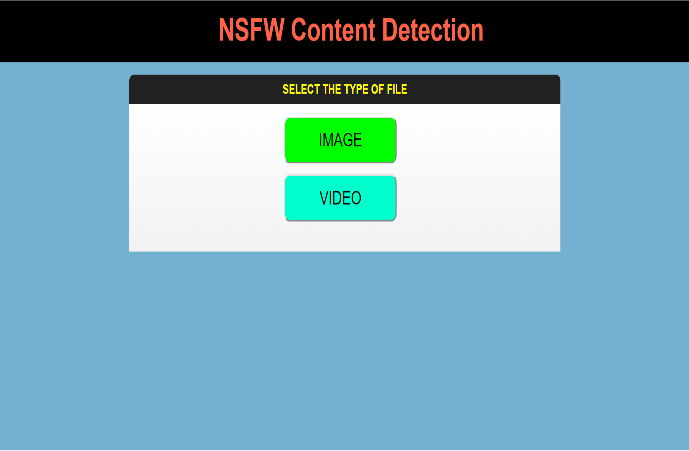 NSFW Content Detection
SELECT THE TYPE OF FILE
IMAGE
VIDEO